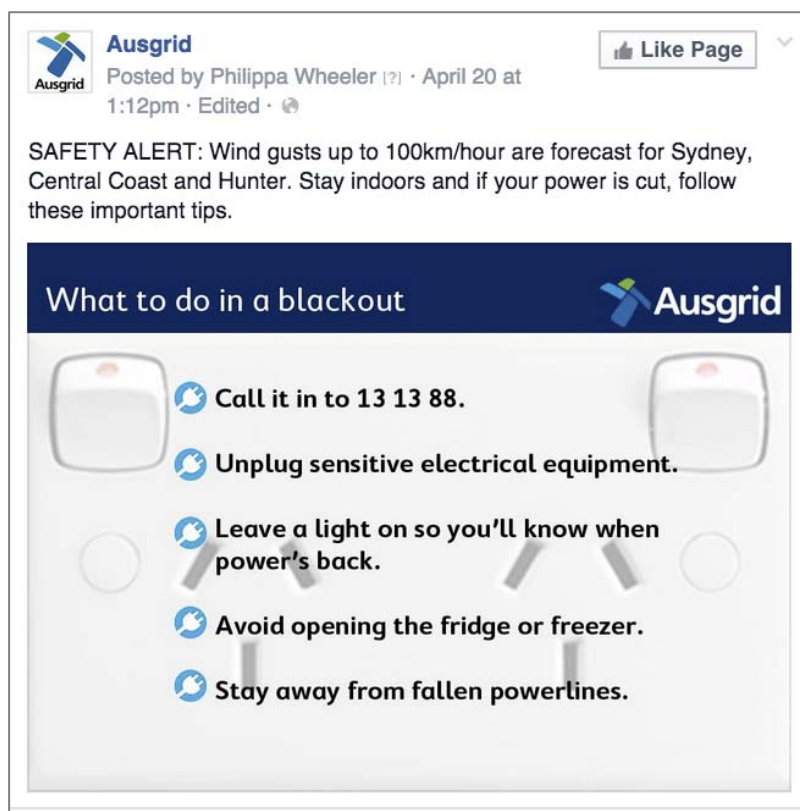 Ausgrid
Ausgrid
Like Page
Posted by Philippa Wheeler [?] · April 20 at
1:12pm · Edited ·
SAFETY ALERT: Wind gusts up to 100km/hour are forecast for Sydney,
Central Coast and Hunter. Stay indoors and if your power is cut, follow
these important tips.
What to do in a blackout
Ausgrid
Call it in to 13 13 88.
Unplug sensitive electrical equipment.
Leave a light on so you'll know when
power's back.
Avoid opening the fridge or freezer.
Stay away from fallen powerlines.